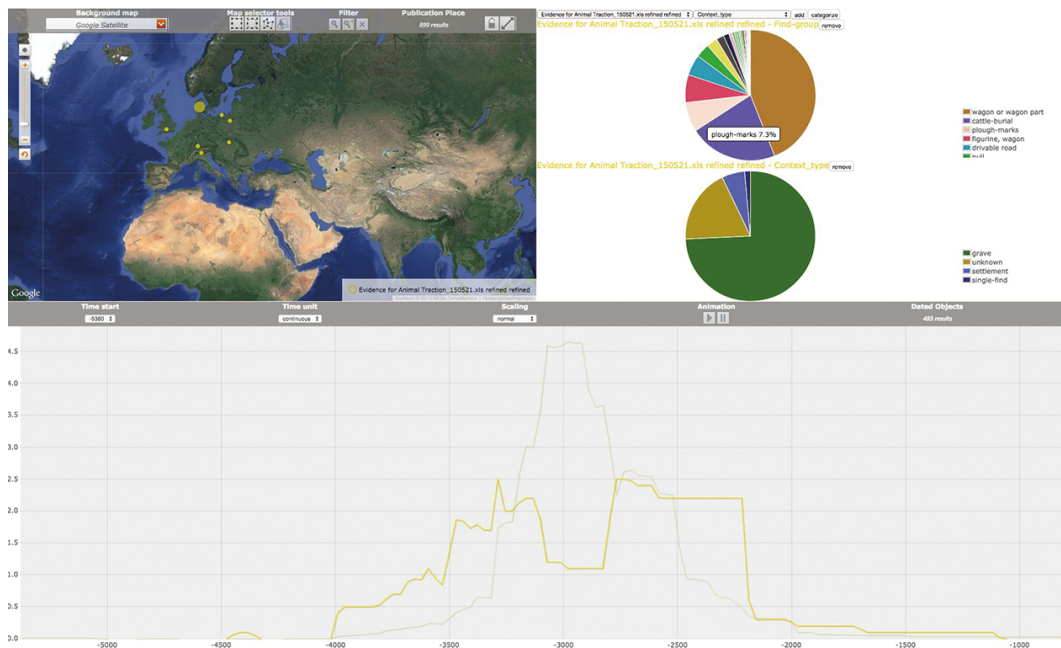 Background map
Google Satellite
Map selector tools
Filter
Publication Place
899 results
Google
Evidence for Animal Traction_150521.xls refined refined
Evidence for Animal Traction_150521.xls refined refined
Context_type
add
categorize
Evidence for Animal Traction_150521.xls refined refined - Find-group
remove
plough-marks 7.3%
wagon or wagon part
cattle-burial
plough-marks
figurine, wagon
drivable road
null
Evidence for Animal Traction_150521.xls refined refined - Context_type
remove
grave
unknown
settlement
single-find
Time start
-5380
Time unit
continuous
Scaling
normal
Animation
Dated Objects
483 results
4.5
4.0
3.5
3.0
2.5
2.0
1.5
1.0
0.5
0.0
-5000
-4500
-4000
-3500
-3000
-2500
-2000
-1500
-1000